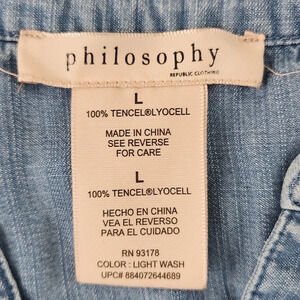 philosophy
REPUBLIC CLOTHING
L
100% TENCEL®LYOCELL
MADE IN CHINA
SEE REVERSE
FOR CARE
L
100% TENCEL®LYOCELL
HECHO EN CHINA
VEA EL REVERSO
PARA EL CUIDADO
RN 93178
COLOR : LIGHT WASH
UPC# 884072644689